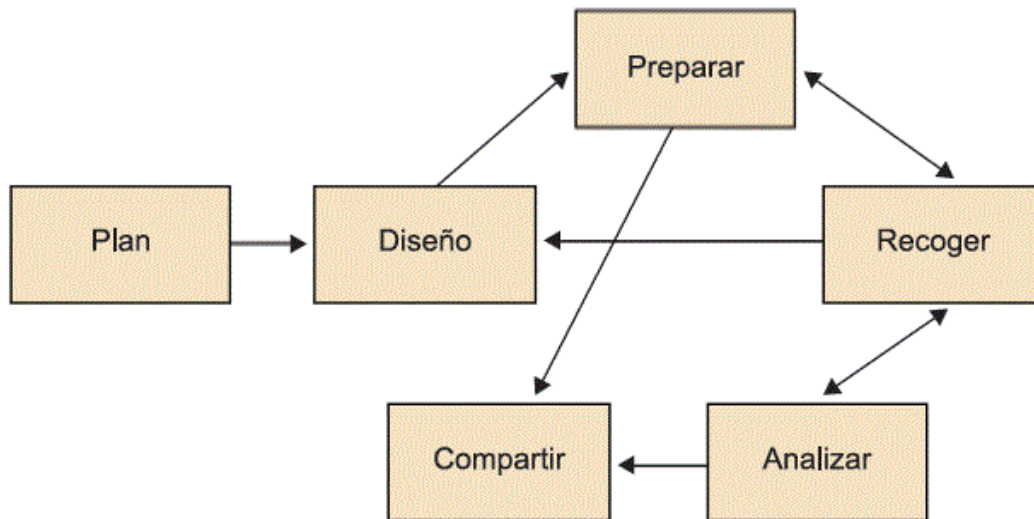 Preparar
Plan
Diseño
Recoger
Compartir
Analizar